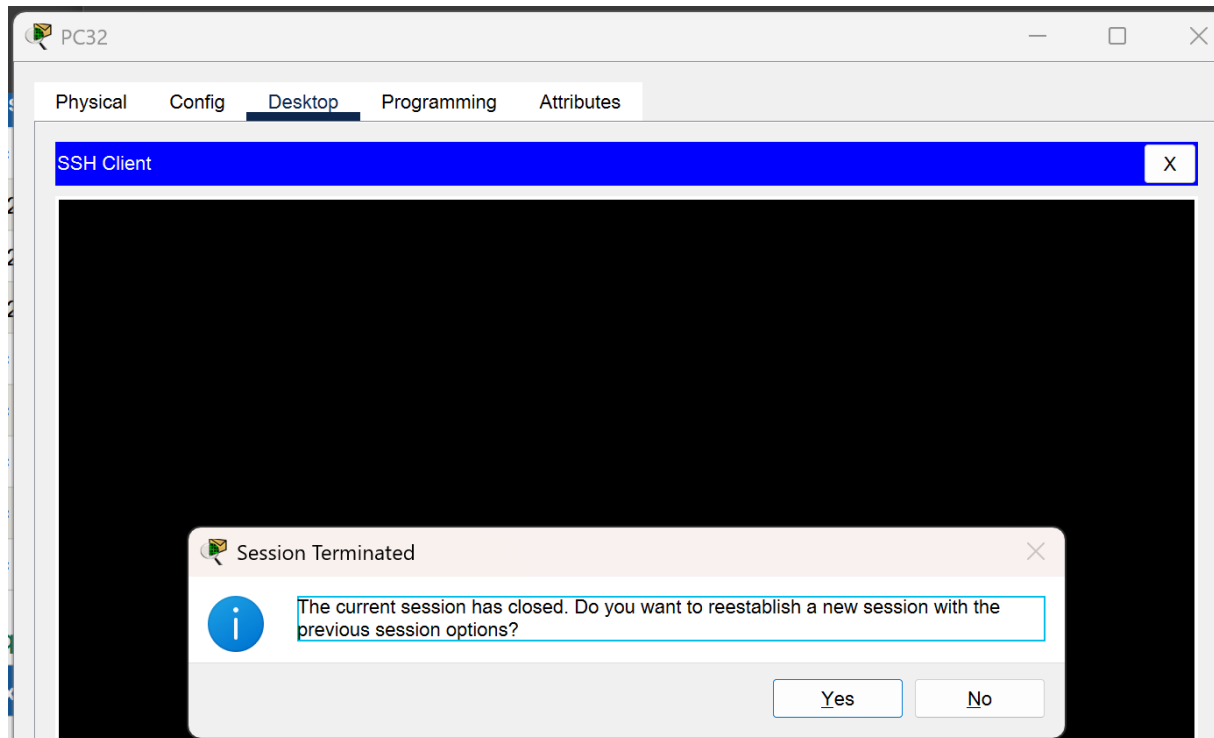 PC32
Physical Config Desktop Programming Attributes
SSH Client
X
Session Terminated
The current session has closed. Do you want to reestablish a new session with the
previous session options?
Yes No